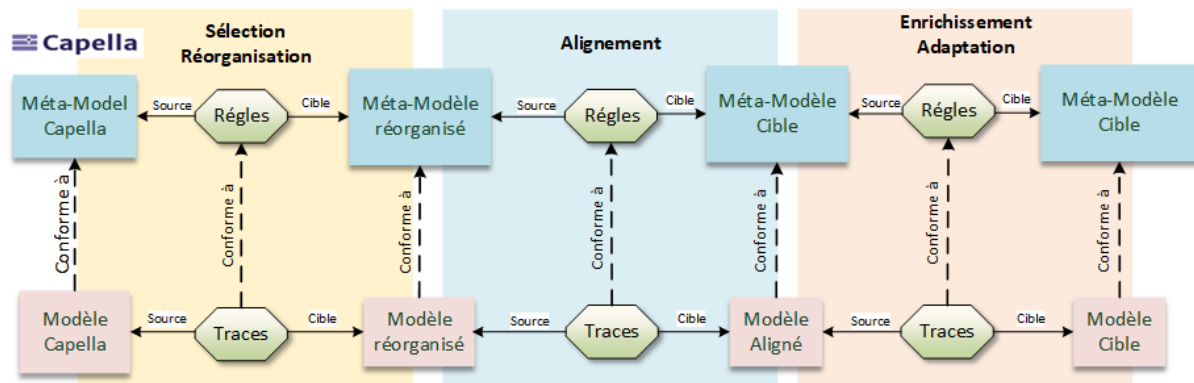 Capella
Sélection
Réorganisation
Alignement
Enrichissement
Adaptation
Méta-Model
Capella
Source
Régles
Cible
Méta-Modèle
réorganisé
Source
Régles
Cible
Méta-Modèle
Cible
Source
Régles
Cible
Méta-Modèle
Cible
Conforme à
Conforme à
Conforme à
Conforme à
Conforme à
Conforme à
Conforme à
Modèle
Capella
Source
Traces
Cible
Modèle
réorganisé
Source
Traces
Cible
Modèle
Aligné
Source
Traces
Cible
Modèle
Cible